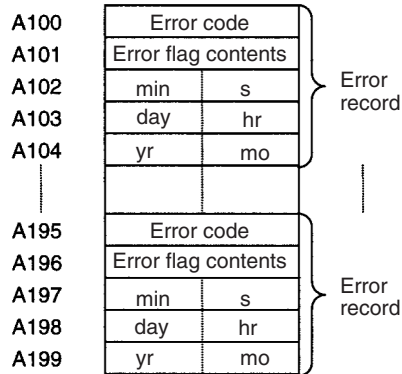 A100 Error code
A101 Error flag contents
A102 min s
A103 day hr
A104 yr mo
Error
record
A195 Error code
A196 Error flag contents
A197 min s
A198 day hr
A199 yr mo
Error
record